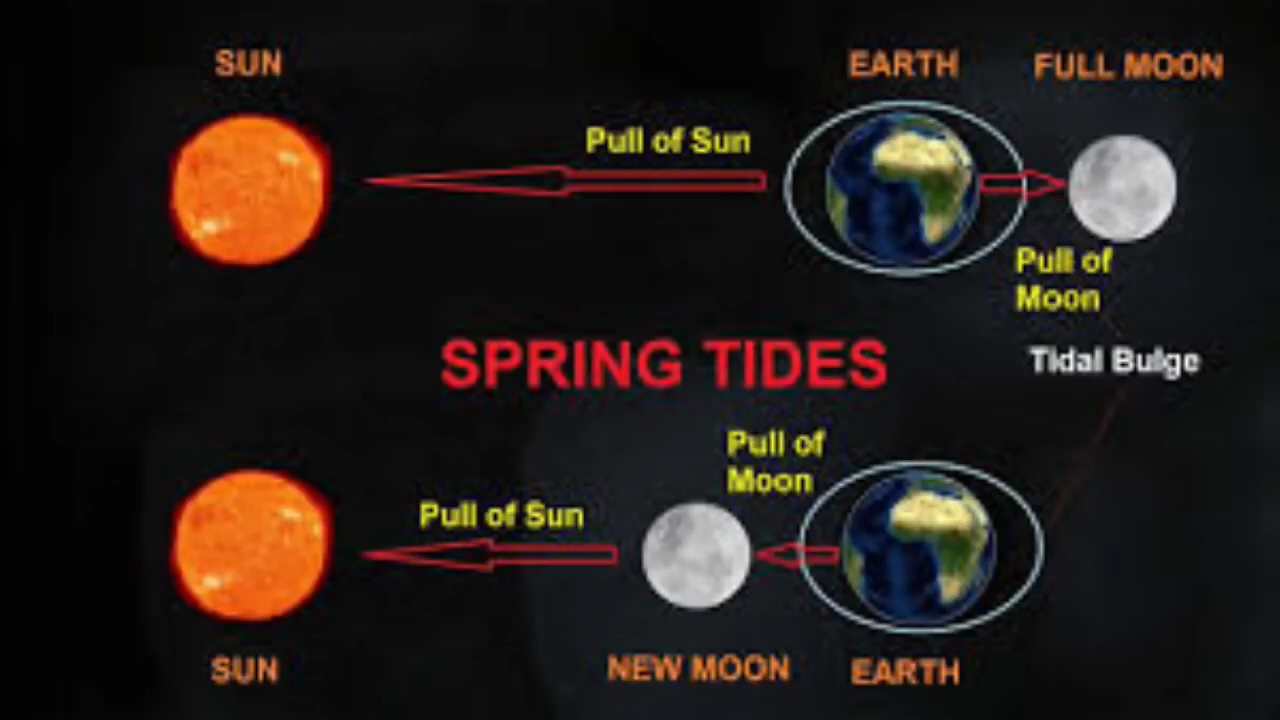 SUN
EARTH
FULL MOON
Pull of Sun
Pull of
Moon
SPRING TIDES
Tidal Bulge
Pull of
Moon
Pull of Sun
SUN
NEW MOON
EARTH